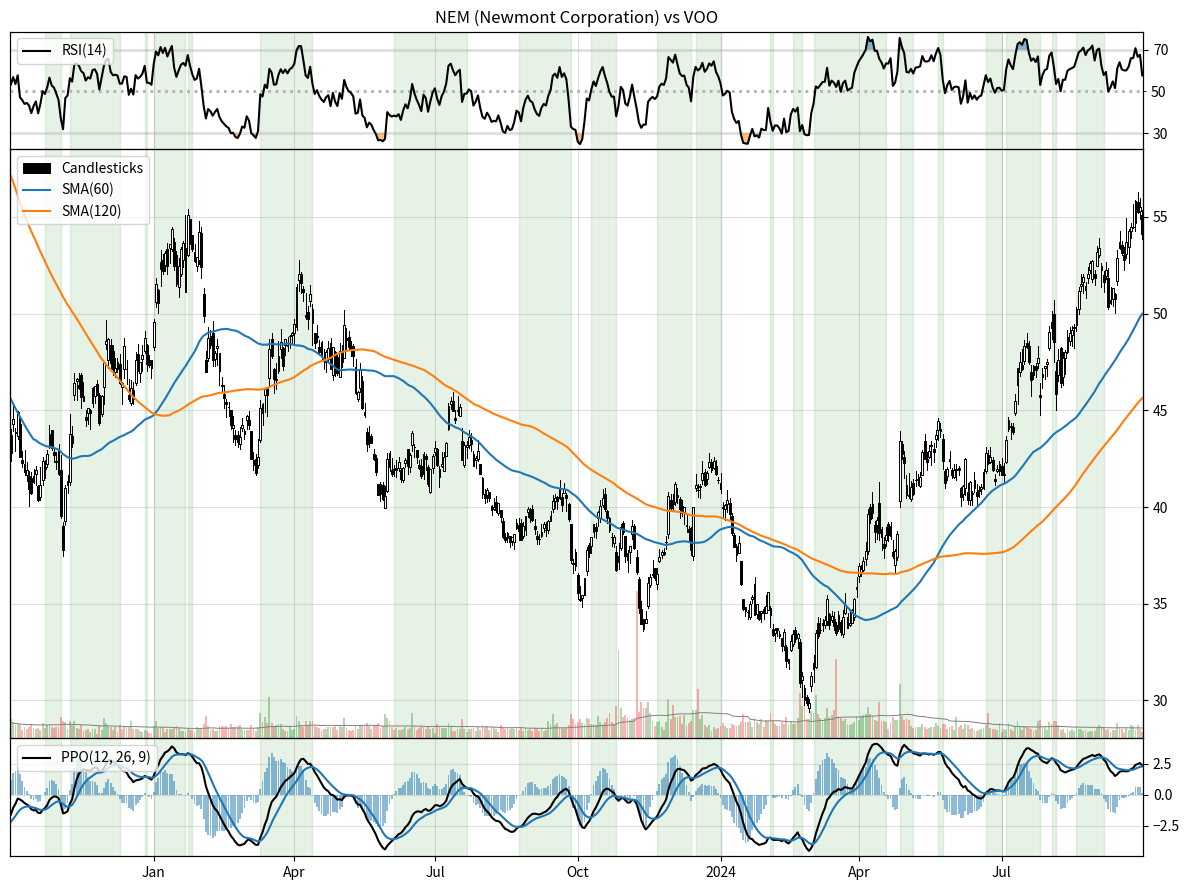 NEM (Newmont Corporation) vs VOO
RSI(14)
70
50
30
Candlesticks
SMA(60)
SMA(120)
55
50
45
40
35
30
PPO(12, 26, 9)
2.5
0.0
−2.5
Jan Apr Jul Oct 2024 Apr Jul